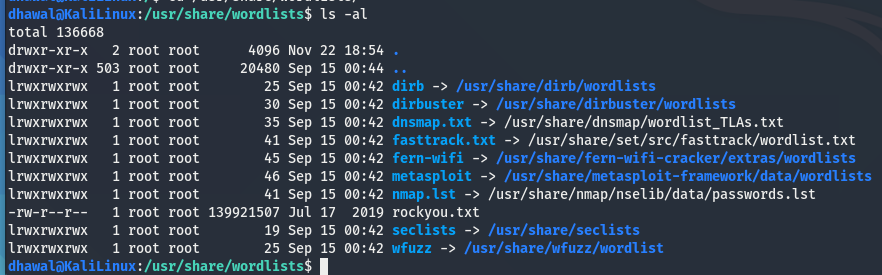 dhawal@KaliLinux:/usr/share/wordlists$ ls -al
total 136668
drwxr-xr-x   2 root root      4096 Nov 22 18:54 .
drwxr-xr-x 503 root root     20480 Sep 15 00:44 ..
lrwxrwxrwx   1 root root        25 Sep 15 00:42 dirb -> /usr/share/dirb/wordlists
lrwxrwxrwx   1 root root        30 Sep 15 00:42 dirbuster -> /usr/share/dirbuster/wordlists
lrwxrwxrwx   1 root root        35 Sep 15 00:42 dnsmap.txt -> /usr/share/dnsmap/wordlist_TLAs.txt
lrwxrwxrwx   1 root root        41 Sep 15 00:42 fasttrack.txt -> /usr/share/set/src/fasttrack/wordlist.txt
lrwxrwxrwx   1 root root        45 Sep 15 00:42 fern-wifi -> /usr/share/fern-wifi-cracker/extras/wordlists
lrwxrwxrwx   1 root root        46 Sep 15 00:42 metasploit -> /usr/share/metasploit-framework/data/wordlists
lrwxrwxrwx   1 root root        41 Sep 15 00:42 nmap.lst -> /usr/share/nmap/nselib/data/passwords.lst
-rw-r--r--   1 root root 139921507 Jul 17  2019 rockyou.txt
lrwxrwxrwx   1 root root        19 Sep 15 00:42 seclists -> /usr/share/seclists
lrwxrwxrwx   1 root root        25 Sep 15 00:42 wfuzz -> /usr/share/wfuzz/wordlist
dhawal@KaliLinux:/usr/share/wordlists$